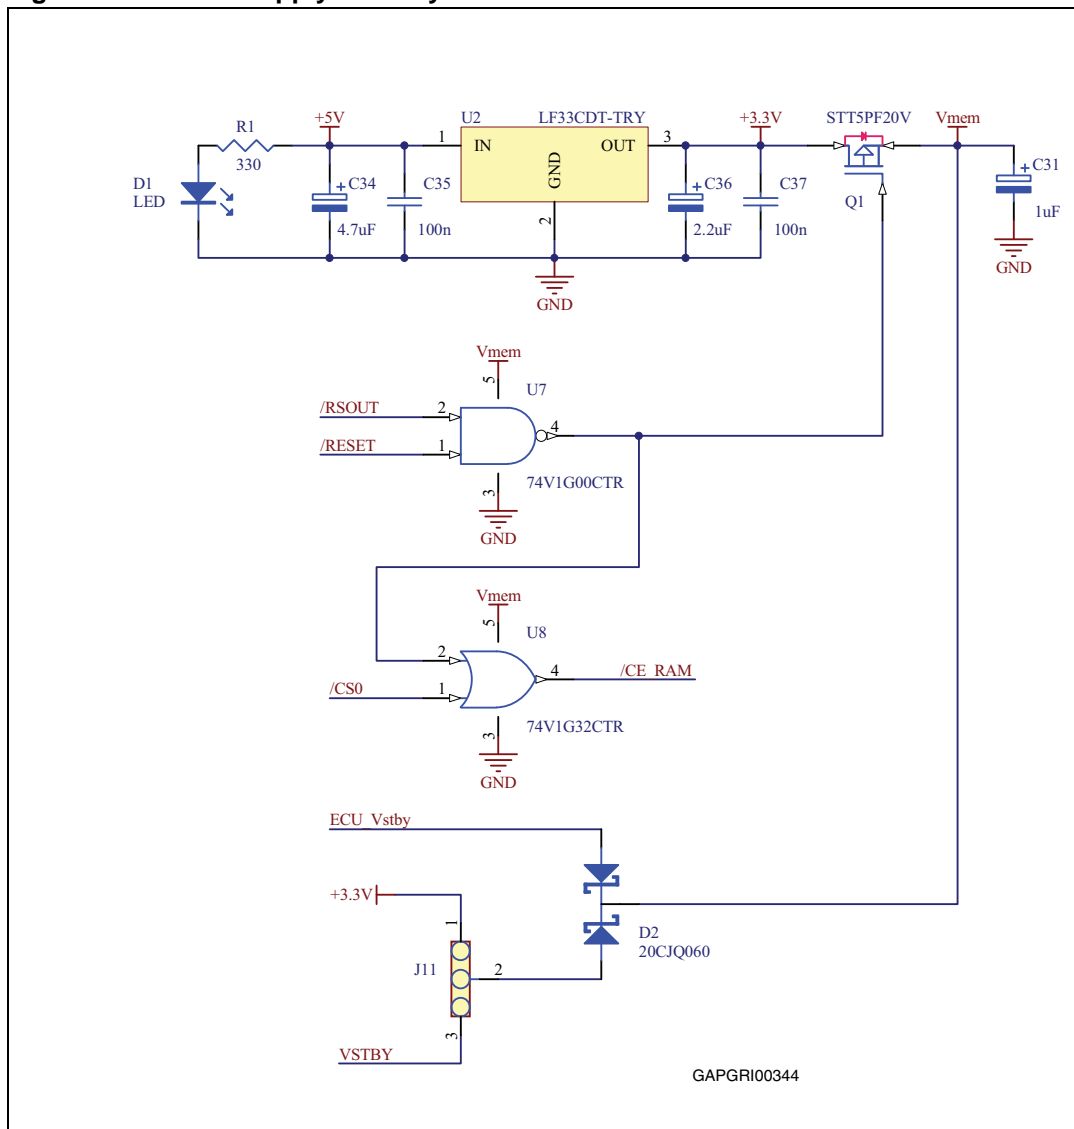 +5V
U2
LF33CDT-TRY
+3.3V
STT5PF20V
Vmem
R1
330
1
IN
OUT
3
GND
2
D1
LED
+
C34
4.7uF
C35
100n
+
C36
2.2uF
C37
100n
Q1
+
C31
1uF
GND
GND
Vmem
5
U7
/RSOUT
2
/RESET
1
4
3
74V1G00CTR
GND
Vmem
5
U8
2
/CS0
1
4
/CE_RAM
3
74V1G32CTR
GND
ECU_Vstby
+3.3V
1
J11
2
3
VSTBY
D2
20CJQ060
GAPGRI00344